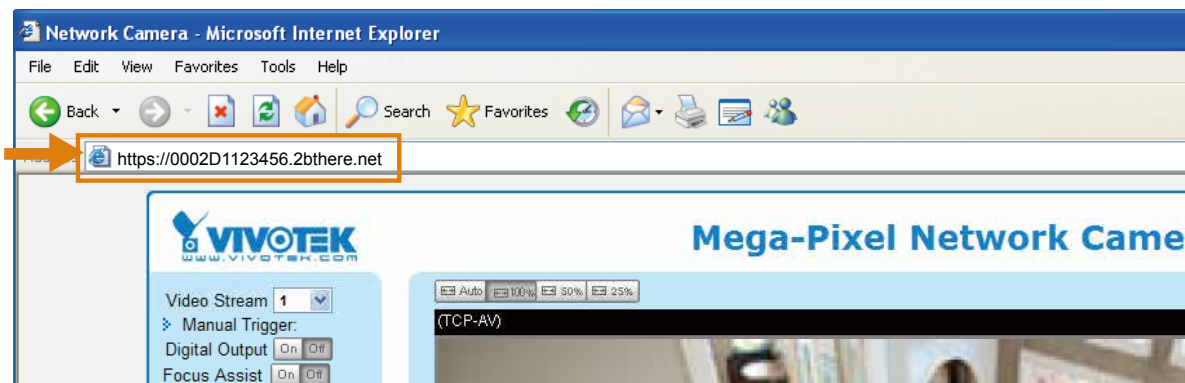 Network Camera - Microsoft Internet Explorer
File Edit View Favorites Tools Help
Back Search Favorites
https://0002D1123456.2bthere.net
VIVOTEK
www.vivotek.com
Mega-Pixel Network Came
Auto 100% 50% 25%
Video Stream 1
(TCP-AV)
Manual Trigger:
Digital Output On Off
Focus Assist On Off